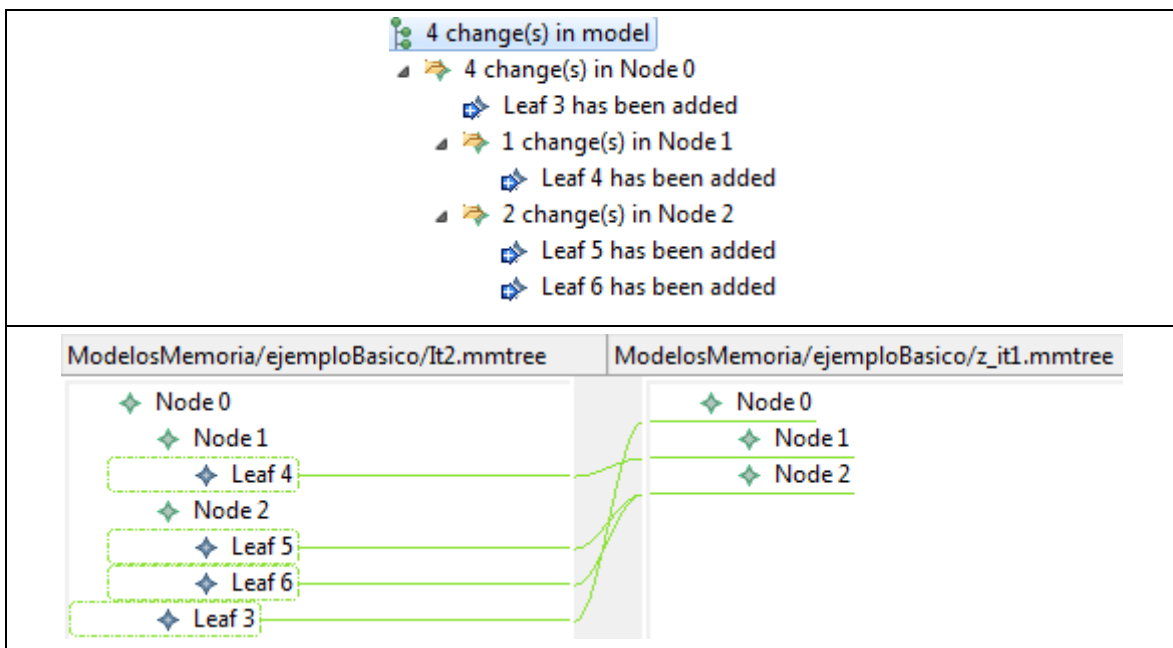 4 change(s) in model
4 change(s) in Node 0
Leaf 3 has been added
1 change(s) in Node 1
Leaf 4 has been added
2 change(s) in Node 2
Leaf 5 has been added
Leaf 6 has been added
ModelosMemoria/ejemploBasico/It2.mmtree
ModelosMemoria/ejemploBasico/z_it1.mmtree
Node 0
Node 1
Leaf 4
Node 2
Leaf 5
Leaf 6
Leaf 3
Node 0
Node 1
Node 2